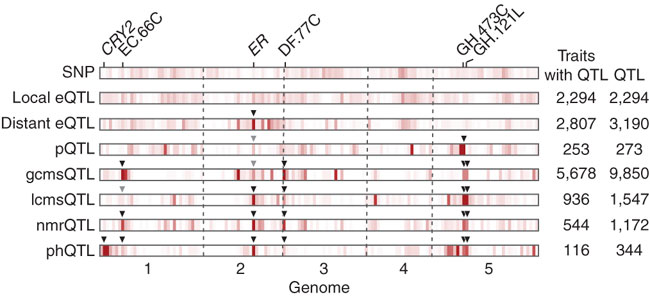 CRY2 EC.66C ER DF.77C GH.473C GH.121L
Traits
with QTL QTL
SNP
Local eQTL 2,294 2,294
Distant eQTL 2,807 3,190
pQTL 253 273
gcmsQTL 5,678 9,850
lcmsQTL 936 1,547
nmrQTL 544 1,172
phQTL 116 344
1 2 3 4 5
Genome